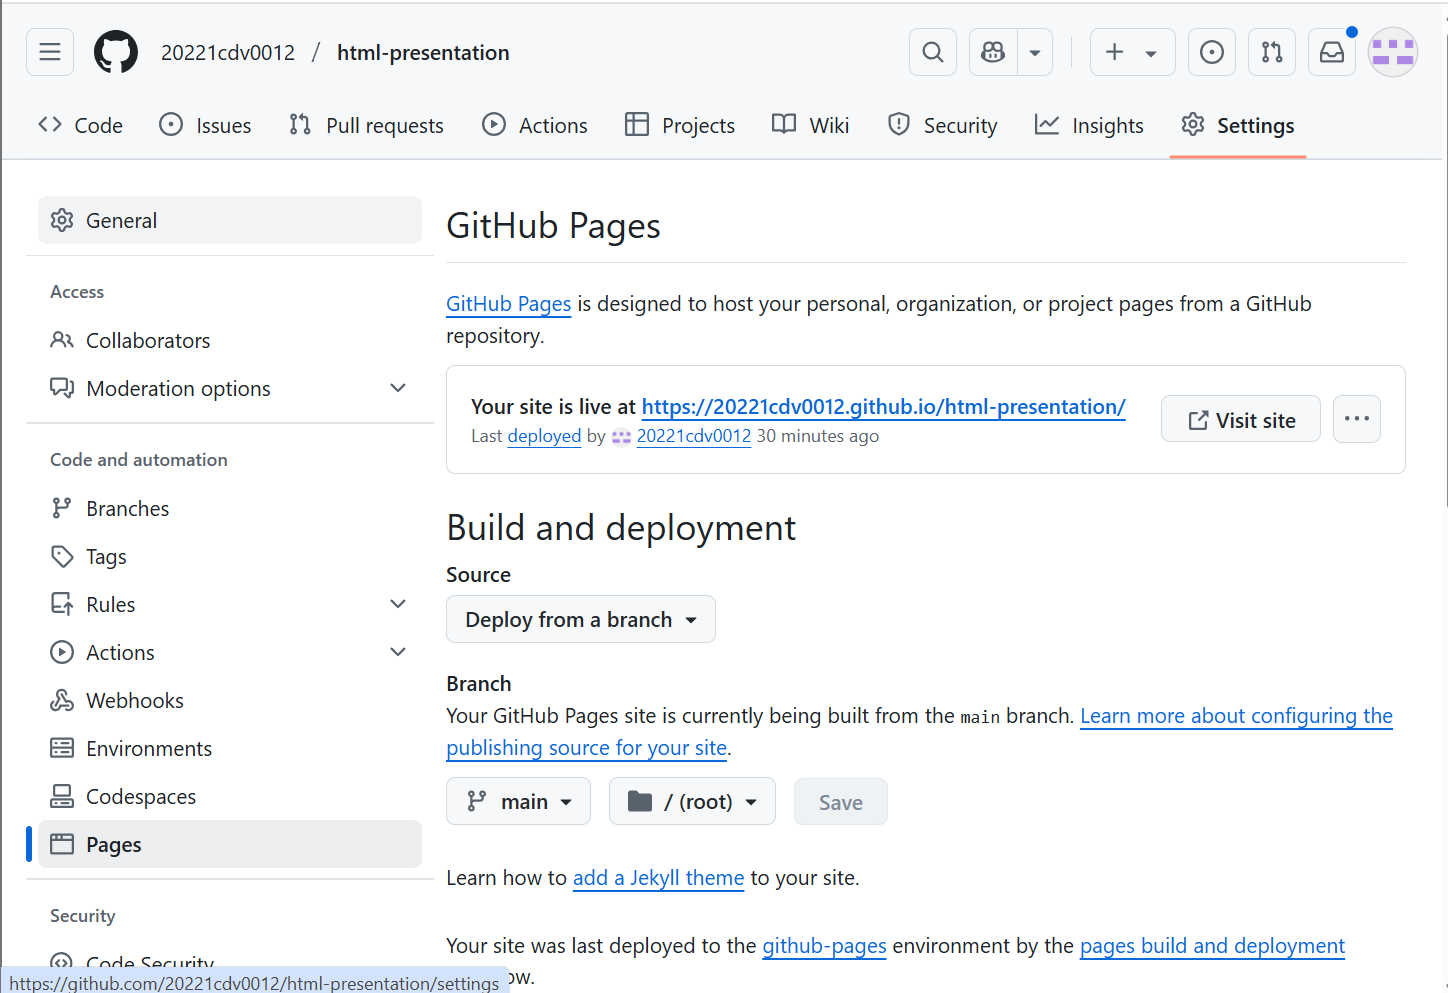 20221cdv0012 / html-presentation
Code Issues Pull requests Actions Projects Wiki Security Insights Settings
General
Access
Collaborators
Moderation options
Code and automation
Branches
Tags
Rules
Actions
Webhooks
Environments
Codespaces
Pages
Security
Code Security
https://github.com/20221cdv0012/html-presentation/settings
GitHub Pages
GitHub Pages is designed to host your personal, organization, or project pages from a GitHub
repository.
Your site is live at https://20221cdv0012.github.io/html-presentation/
Last deployed by 20221cdv0012 30 minutes ago
Visit site
Build and deployment
Source
Deploy from a branch
Branch
Your GitHub Pages site is currently being built from the main branch. Learn more about configuring the
publishing source for your site.
main / (root) Save
Learn how to add a Jekyll theme to your site.
Your site was last deployed to the github-pages environment by the pages build and deployment